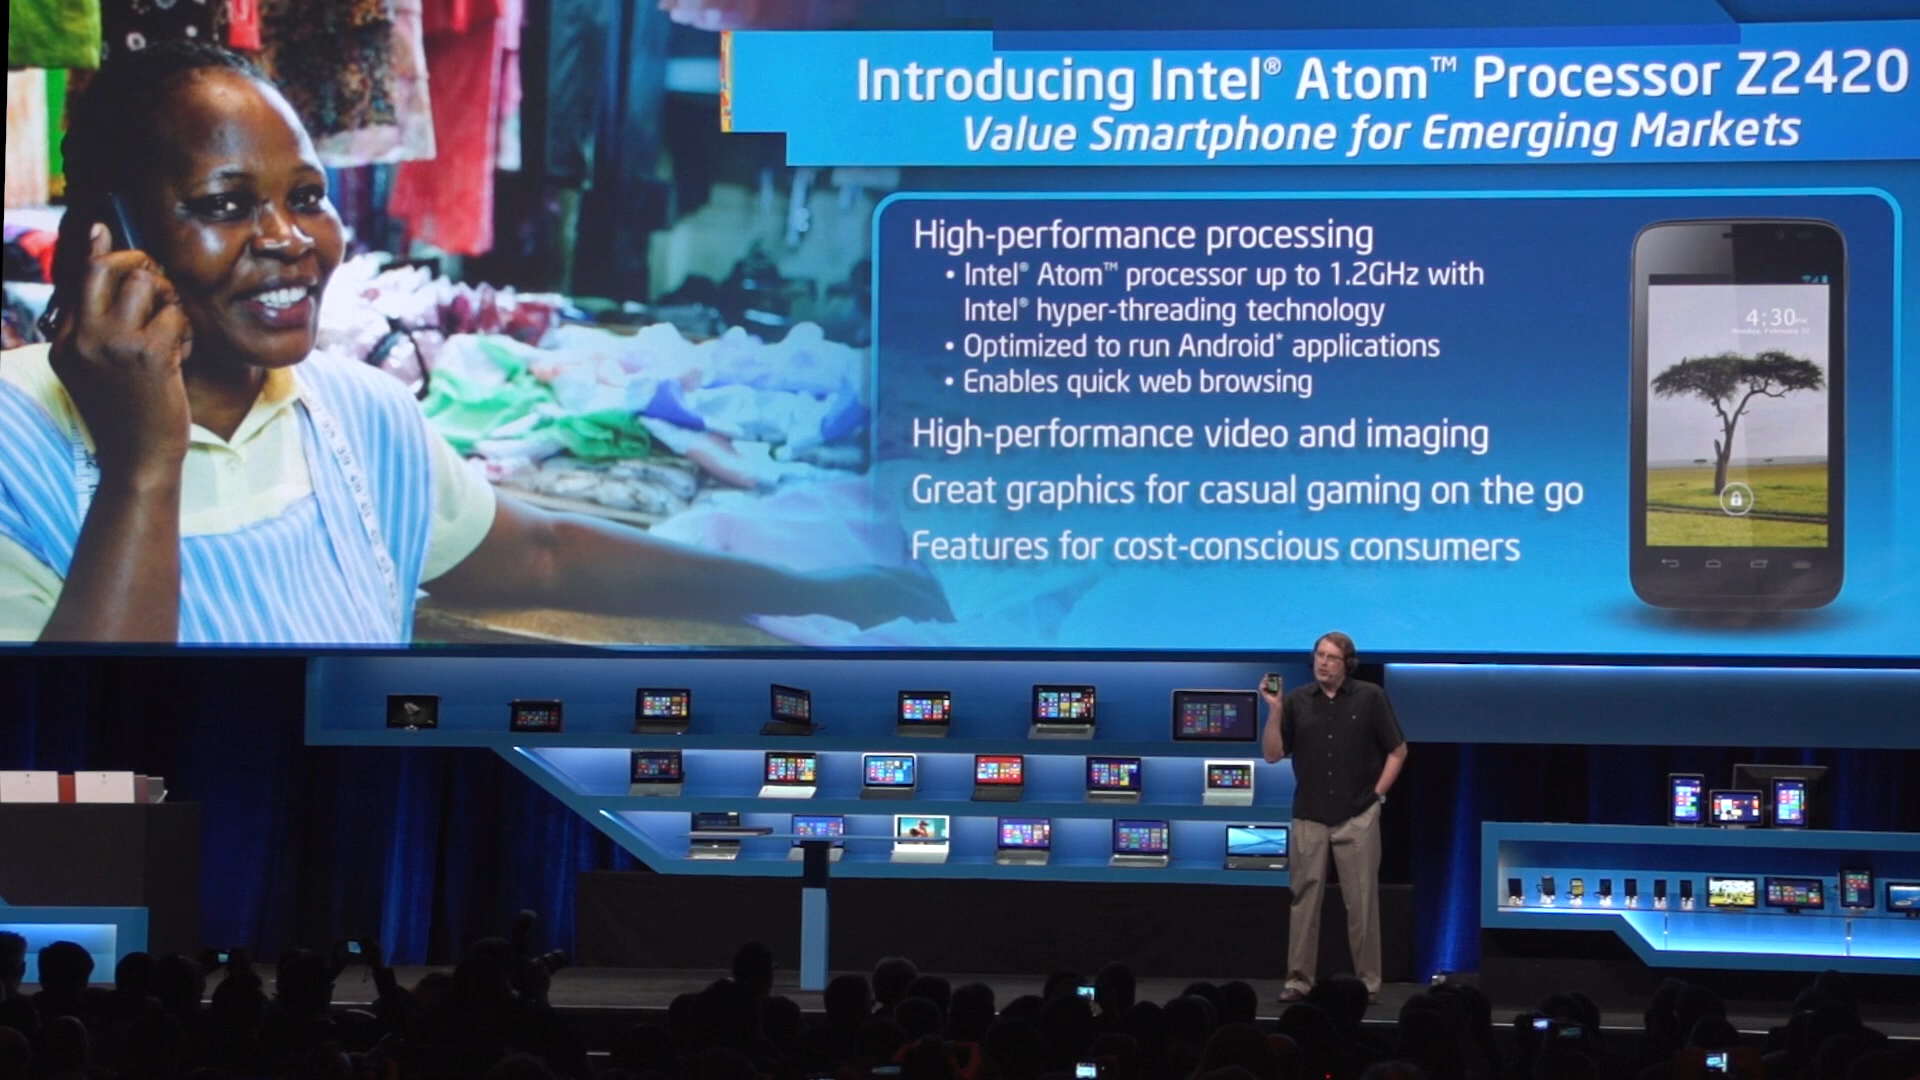 Introducing Intel® Atom™ Processor Z2420
Value Smartphone for Emerging Markets
High-performance processing
• Intel® Atom™ processor up to 1.2GHz with
Intel® hyper-threading technology
• Optimized to run Android* applications
• Enables quick web browsing
High-performance video and imaging
Great graphics for casual gaming on the go
Features for cost-conscious consumers
4:30